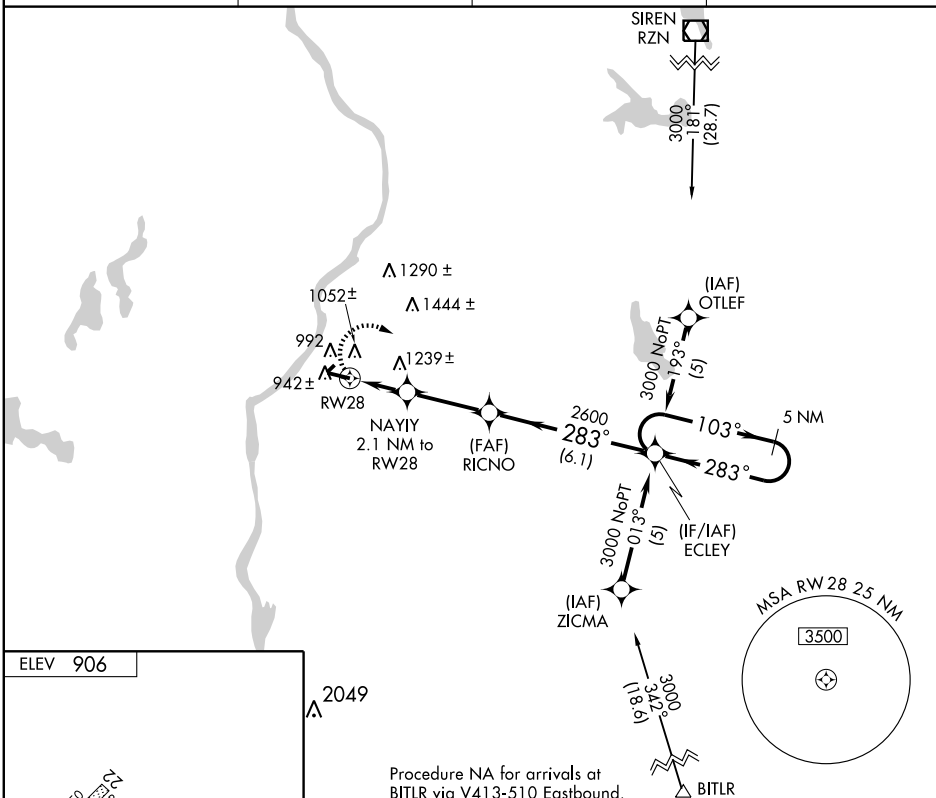 SIREN
RZN
3000
181°
(28.7)
(IAF)
OTLEF
1290 ±
1052±
1444 ±
992
1239±
942±
RW28
NAYIY
2.1 NM to
RW28
(FAF)
RICNO
2600
283°
(6.1)
3000 NoPT
193°
(5)
103°
5 NM
283°
(IF/IAF)
ECLEY
3000 NoPT
013°
(5)
(IAF)
ZICMA
MSA RW 28 25 NM
3500
ELEV 906
2049
3000
342°
(18.6)
22
Procedure NA for arrivals at
BITLR via V413-510 Eastbound.
BITLR